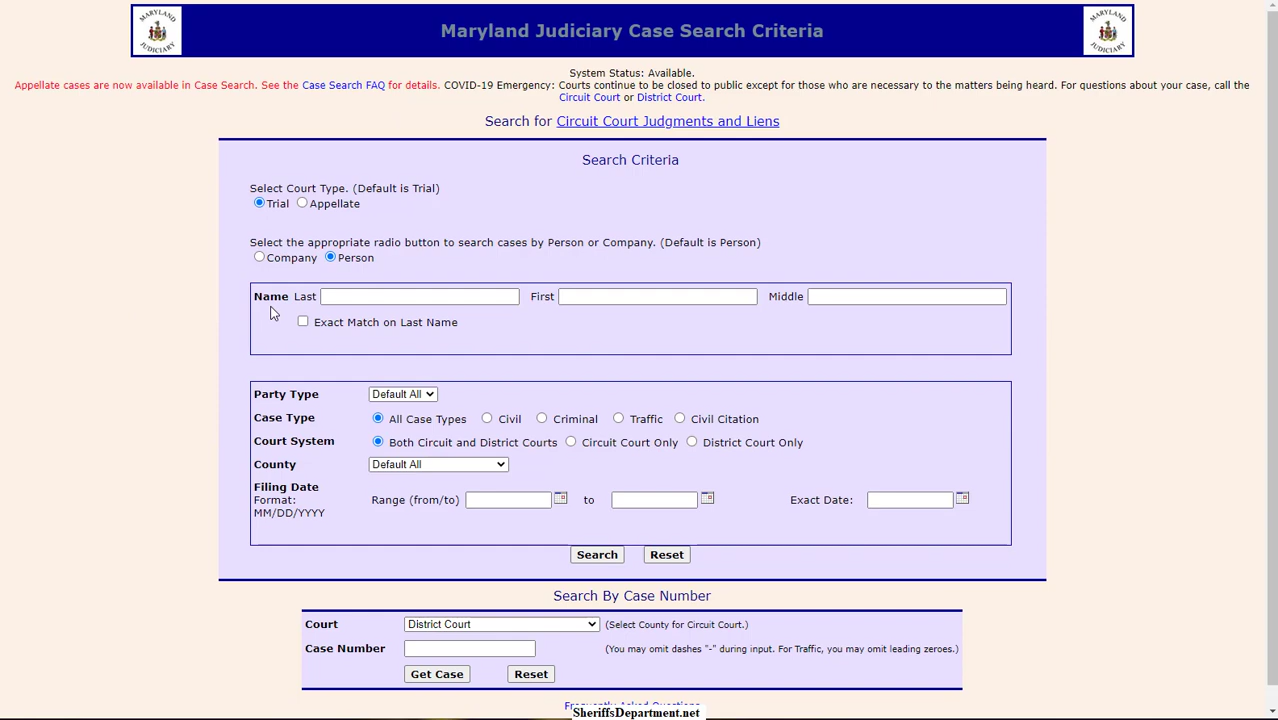 MARYLAND
JUDICIARY
Maryland Judiciary Case Search Criteria
MARYLAND
JUDICIARY
System Status: Available.
Appellate cases are now available in Case Search. See the Case Search FAQ for details. COVID-19 Emergency: Courts continue to be closed to public except for those who are necessary to the matters being heard. For questions about your case, call the
Circuit Court or District Court.
Search for Circuit Court Judgments and Liens
Search Criteria
Select Court Type. (Default is Trial)
Trial Appellate
Select the appropriate radio button to search cases by Person or Company. (Default is Person)
Company Person
Name Last First Middle
Exact Match on Last Name
Party Type Default All
Case Type All Case Types Civil Criminal Traffic Civil Citation
Court System Both Circuit and District Courts Circuit Court Only District Court Only
County Default All
Filing Date
Format: Range (from/to) to Exact Date:
MM/DD/YYYY
Search Reset
Search By Case Number
Court District Court (Select County for Circuit Court.)
Case Number (You may omit dashes "-" during input. For Traffic, you may omit leading zeroes.)
Get Case Reset
Frequently Asked Questions
SheriffsDepartment.net